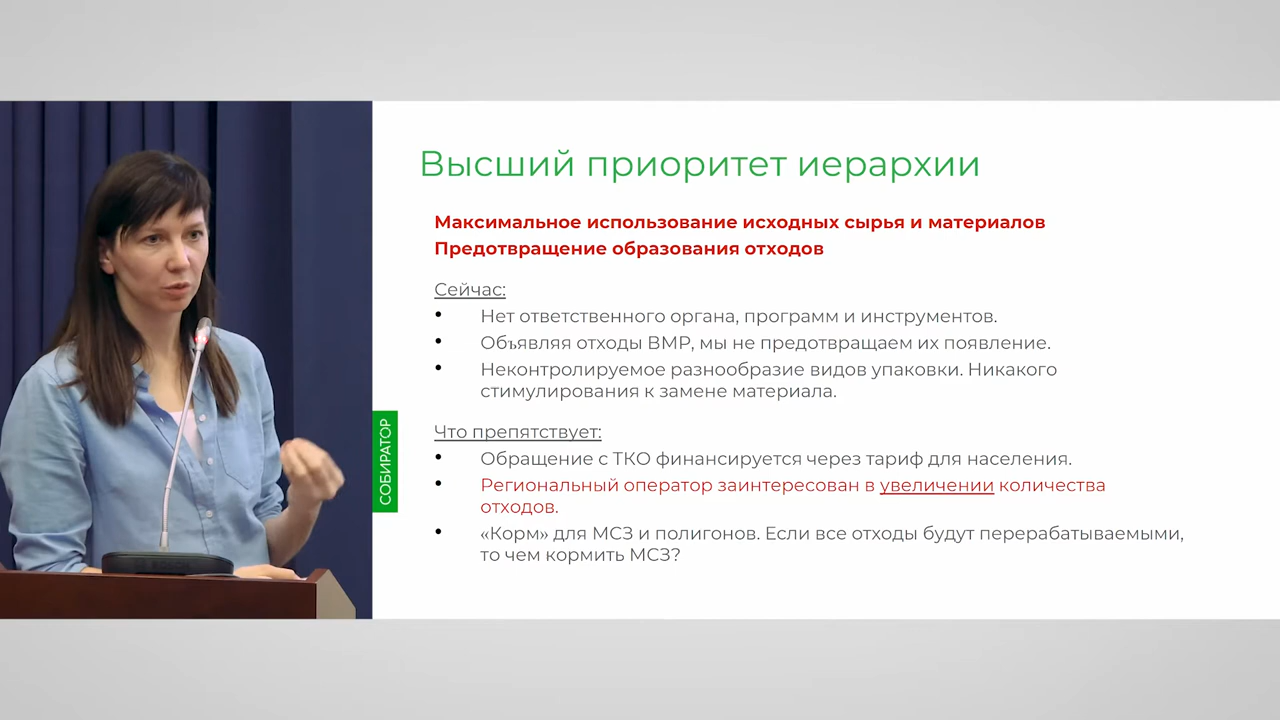 Высший приоритет иерархии
Максимальное использование исходных сырья и материалов
Предотвращение образования отходов
Сейчас:
• Нет ответственного органа, программ и инструментов.
• Объявляя отходы ВМР, мы не предотвращаем их появление.
• Неконтролируемое разнообразие видов упаковки. Никакого
стимулирования к замене материала.
СОБИРАТОР
Что препятствует:
• Обращение с ТКО финансируется через тариф для населения.
• Региональный оператор заинтересован в увеличении количества
отходов.
• «Корм» для МСЗ и полигонов. Если все отходы будут перерабатываемыми,
то чем кормить МСЗ?
BOSCH